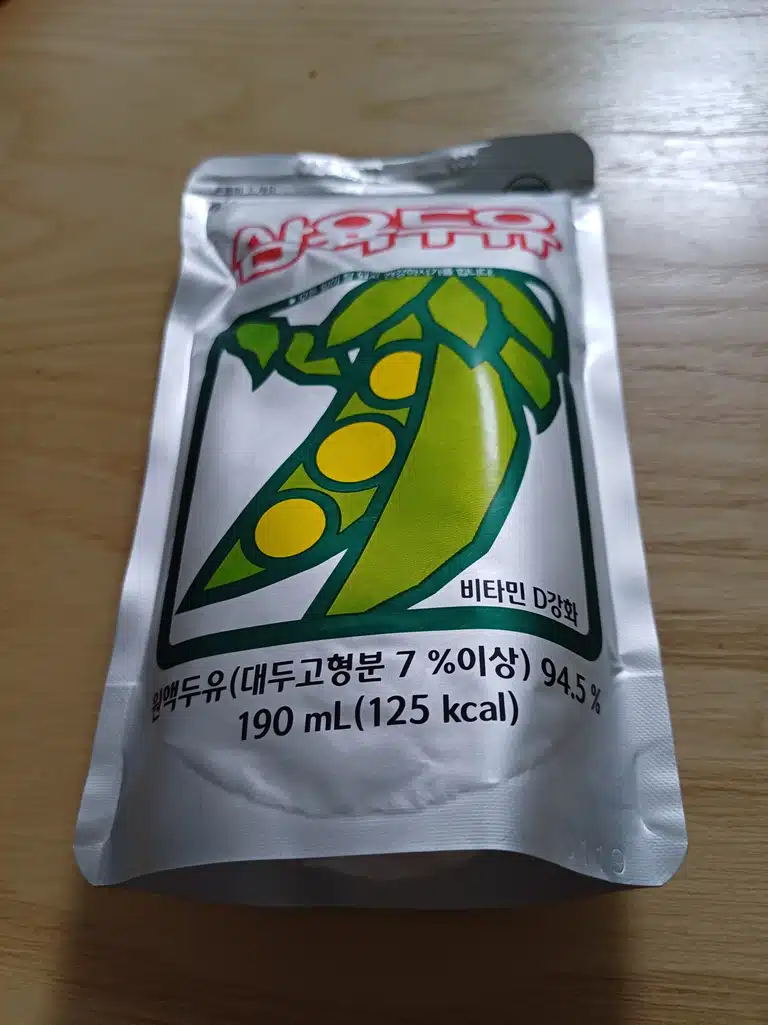 삼육두유
비타민 D강화
원액두유(대두고형분 7 %이상) 94.5 %
190 mL(125 kcal)